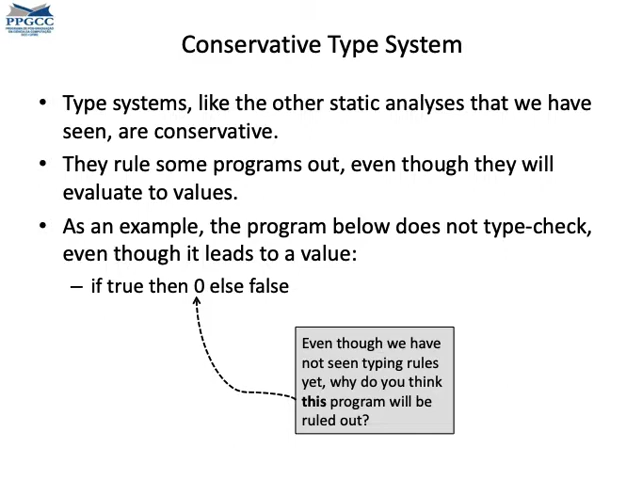 PPGCC
Conservative Type System
• Type systems, like the other static analyses that we have
seen, are conservative.
• They rule some programs out, even though they will
evaluate to values.
• As an example, the program below does not type-check,
even though it leads to a value:
– if true then 0 else false
Even though we have
not seen typing rules
yet, why do you think
this program will be
ruled out?